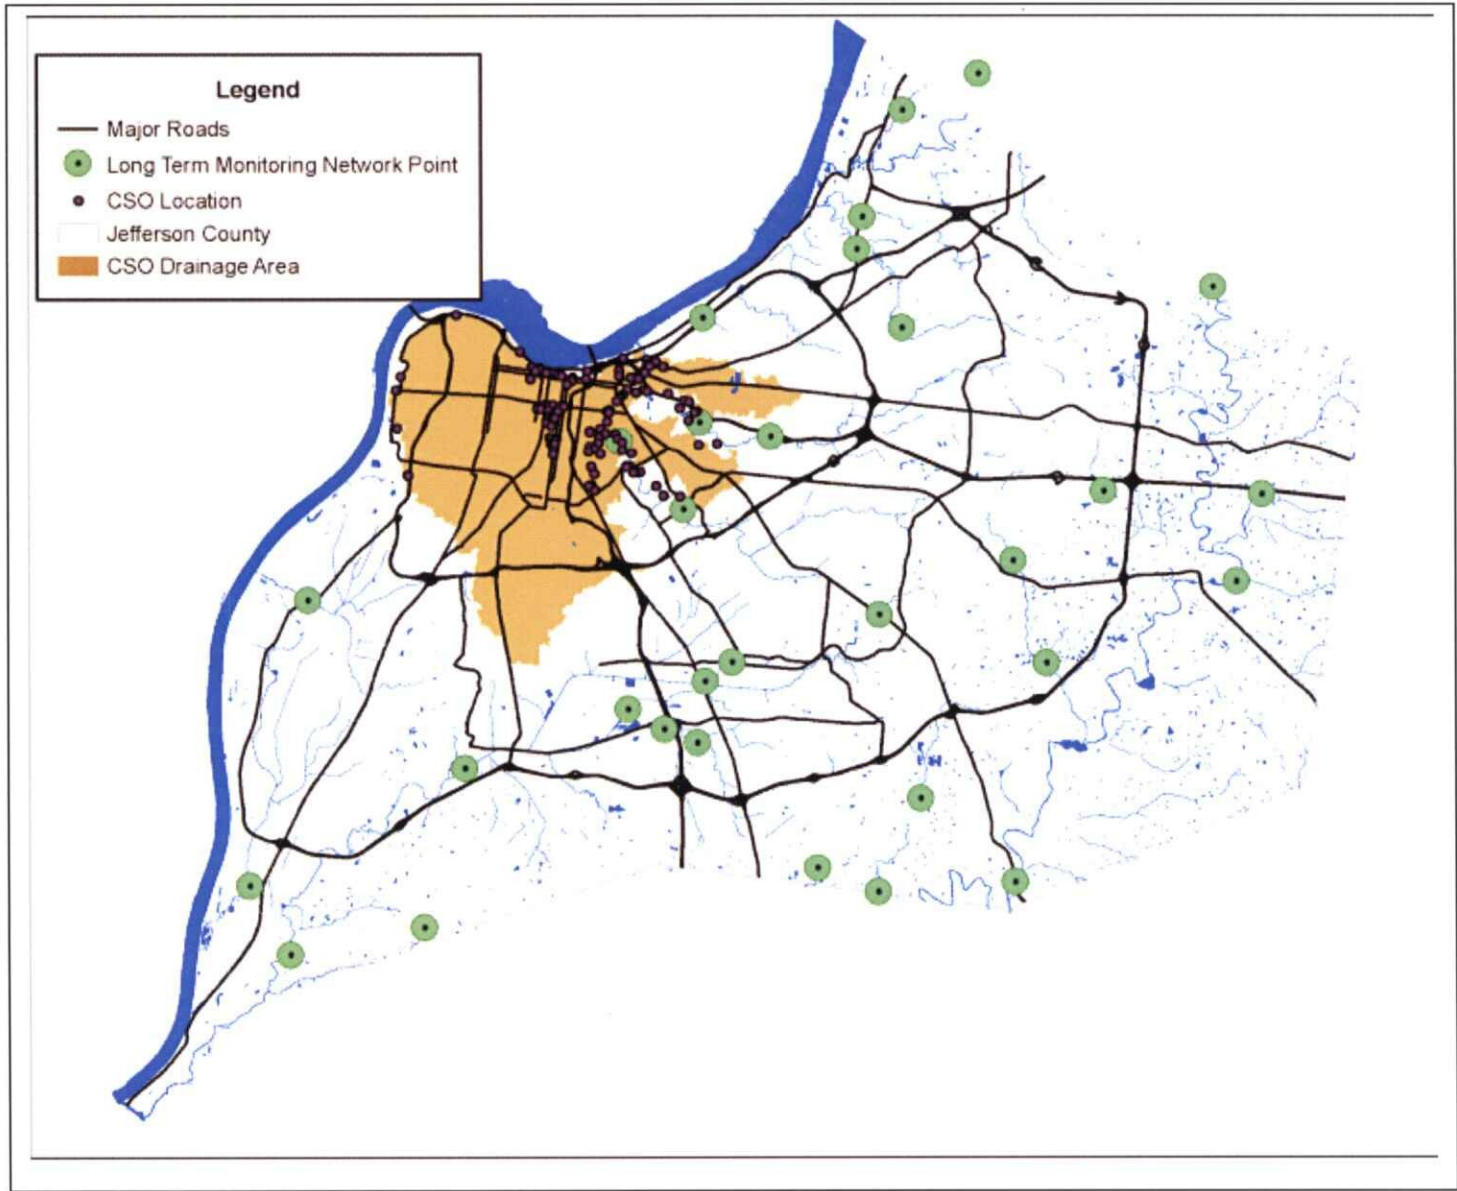 Legend
Major Roads
Long Term Monitoring Network Point
CSO Location
Jefferson County
CSO Drainage Area